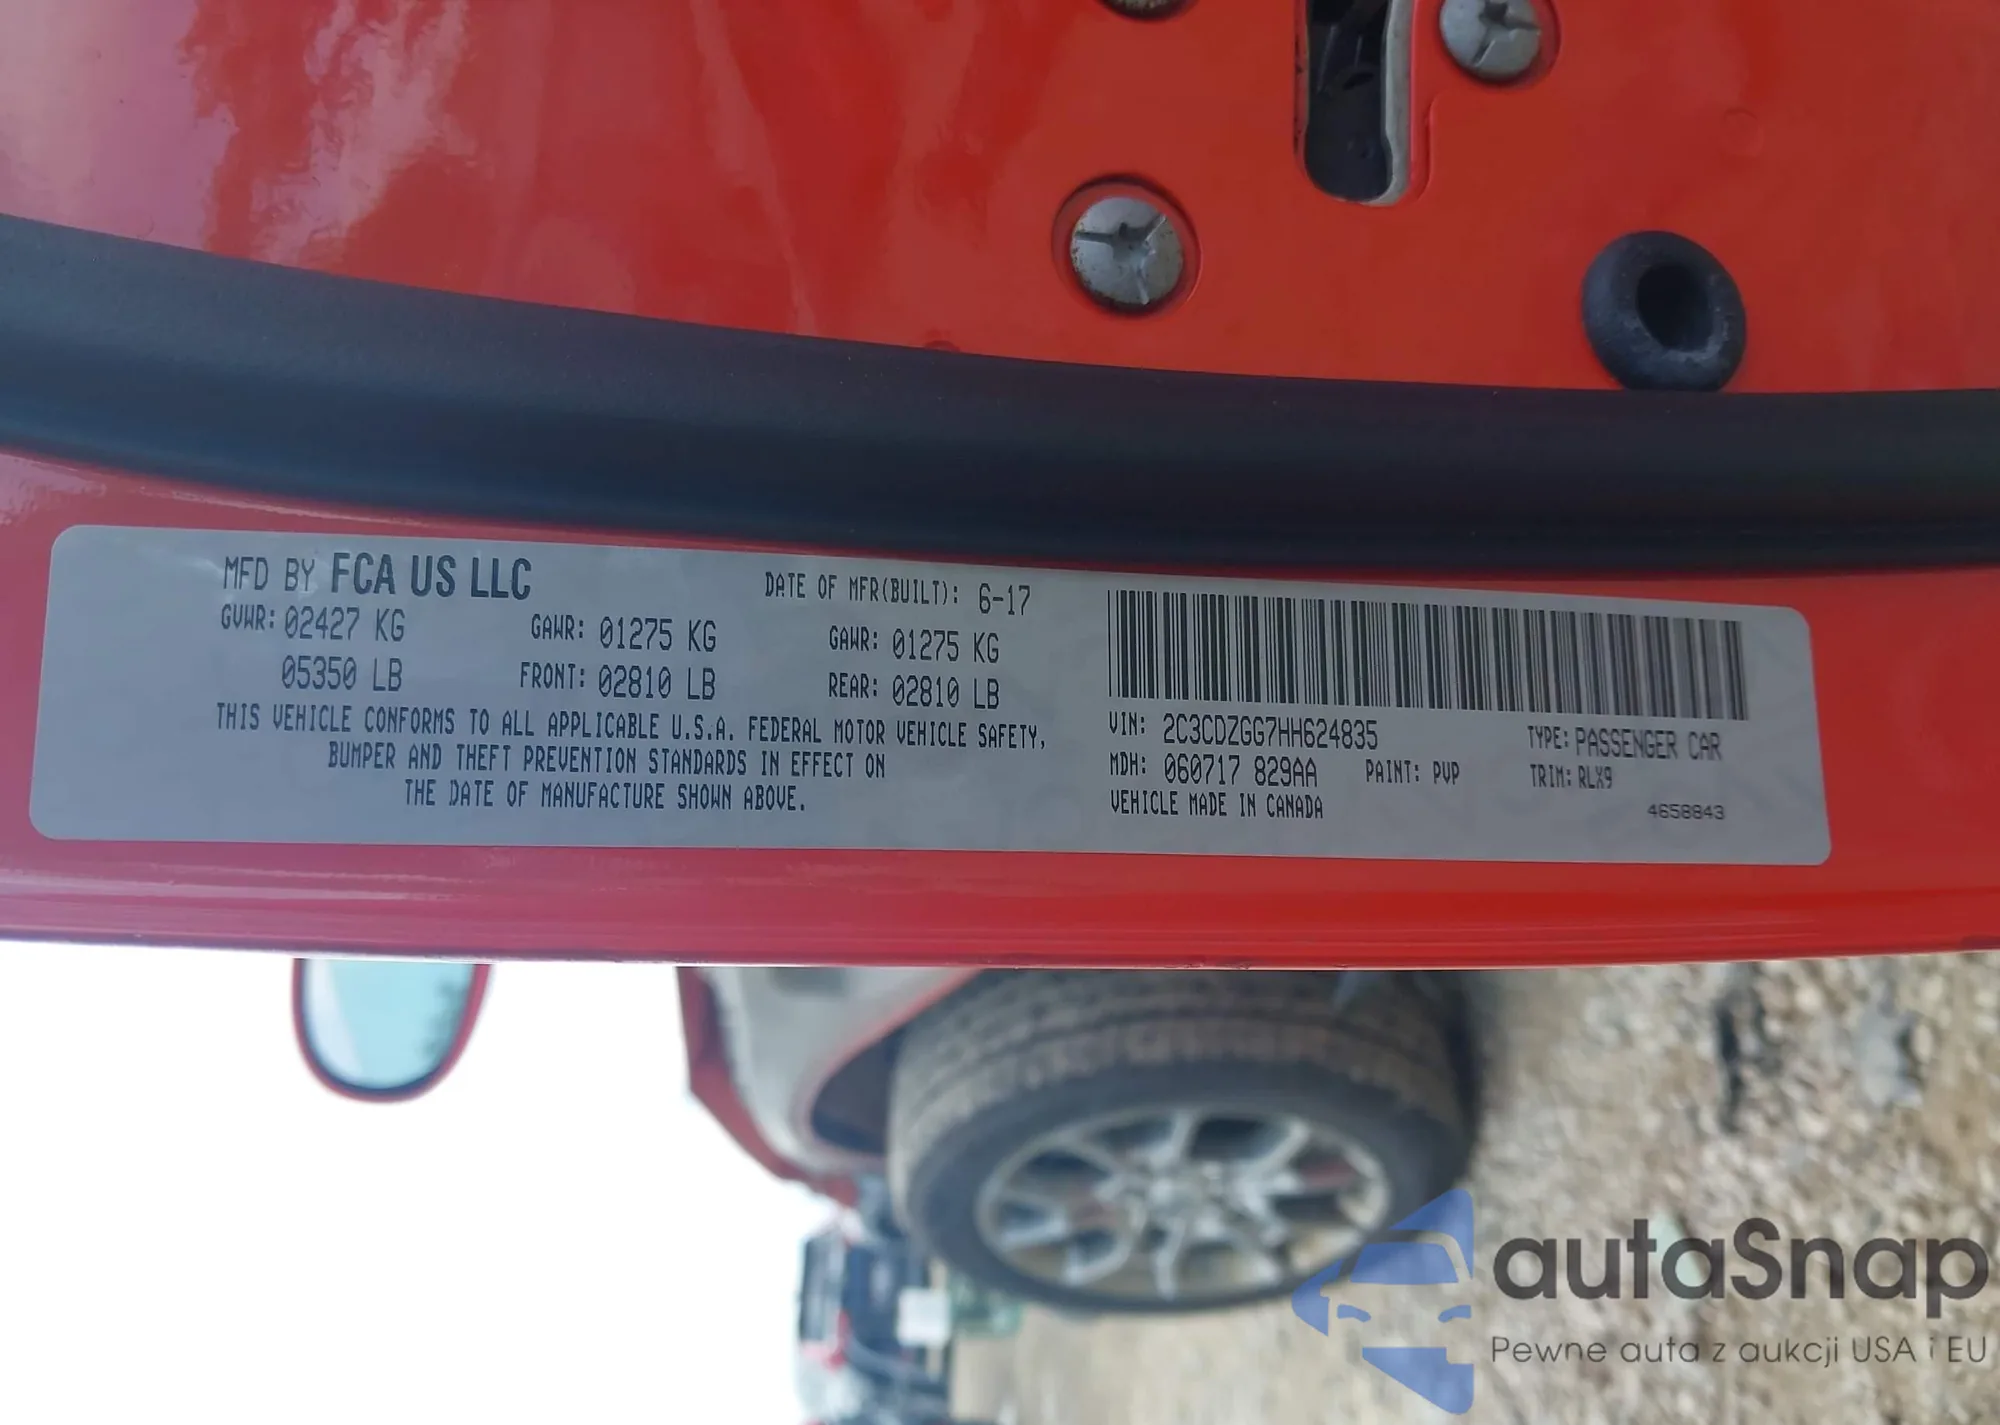 MFD BY FCA US LLC DATE OF MFR(BUILT): 6-17
GVWR: 02427 KG GAWR: 01275 KG GAWR: 01275 KG
05350 LB FRONT: 02810 LB REAR: 02810 LB
THIS VEHICLE CONFORMS TO ALL APPLICABLE U.S.A. FEDERAL MOTOR VEHICLE SAFETY,
BUMPER AND THEFT PREVENTION STANDARDS IN EFFECT ON
THE DATE OF MANUFACTURE SHOWN ABOVE.
VIN: 2C3CDZGG7HH624835 TYPE: PASSENGER CAR
MDH: 060717 829AA PAINT: PVP TRIM: RLX9
VEHICLE MADE IN CANADA 4658843
autaSnap
Pewne auta z aukcji USA i EU